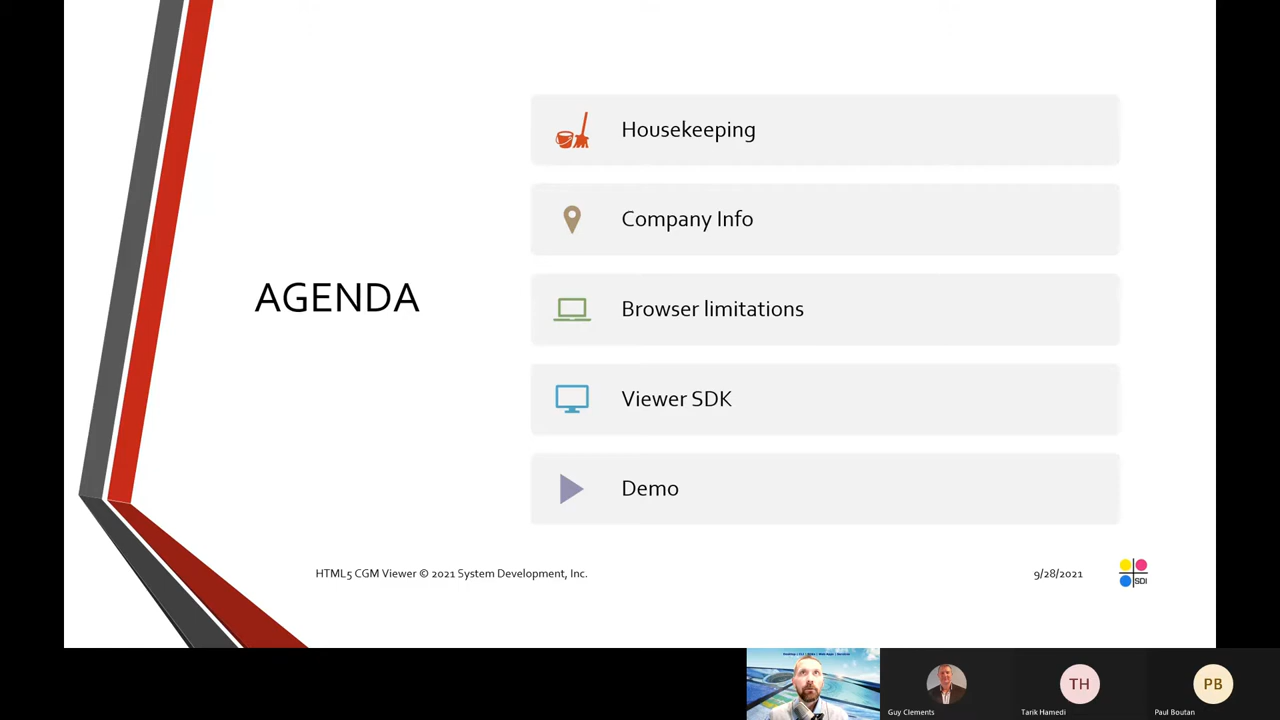 AGENDA
Housekeeping
Company Info
Browser limitations
Viewer SDK
Demo
HTML5 CGM Viewer © 2021 System Development, Inc.
9/28/2021
SDI
Guy Clements
TH
Tarik Hamedi
PB
Paul Boutan